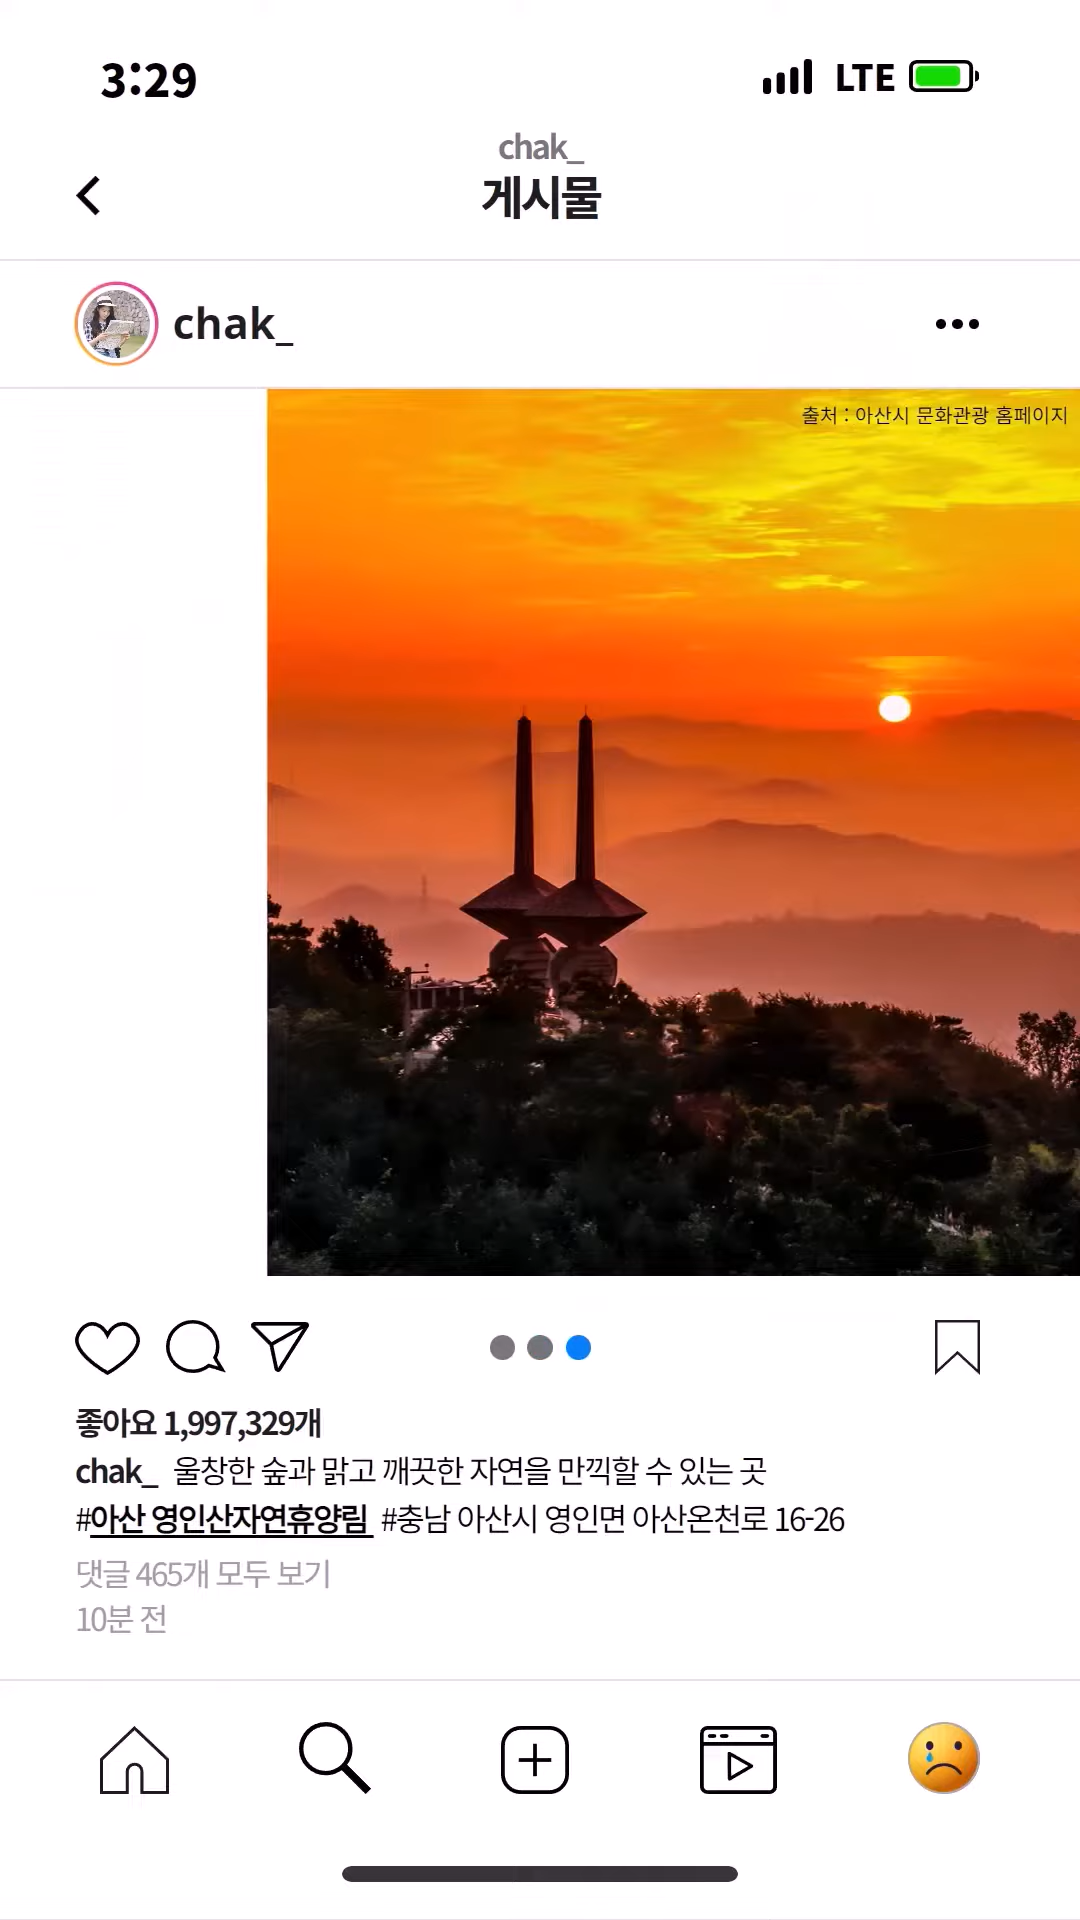 3:29
LTE
chak_
게시물
chak_
출처 : 아산시 문화관광 홈페이지
좋아요 1,997,329개
chak_ 울창한 숲과 맑고 깨끗한 자연을 만끽할 수 있는 곳
#아산 영인산자연휴양림 #충남 아산시 영인면 아산온천로 16-26
댓글 465개 모두 보기
10분 전